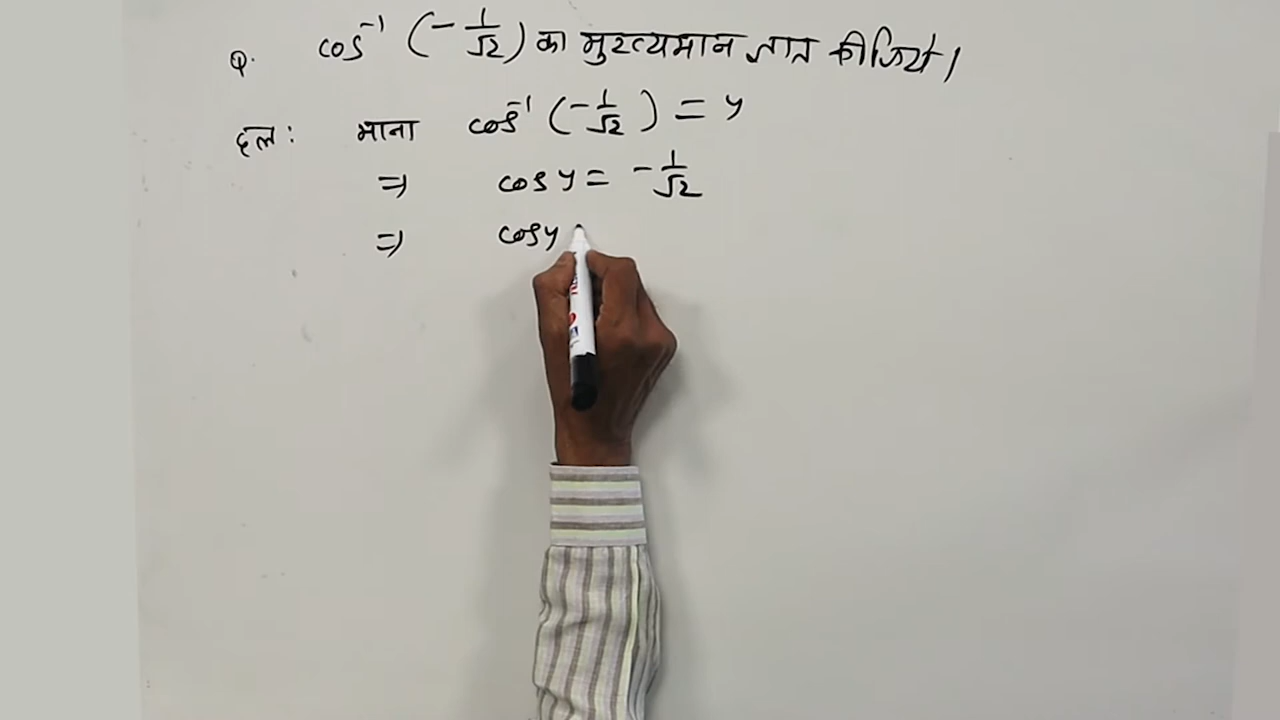 Q. cos⁻¹ (-1/√2) का मुख्यमान ज्ञात कीजिये।
हल: माना cos⁻¹ (-1/√2) = y
⇒ cos y = -1/√2
⇒ cos y